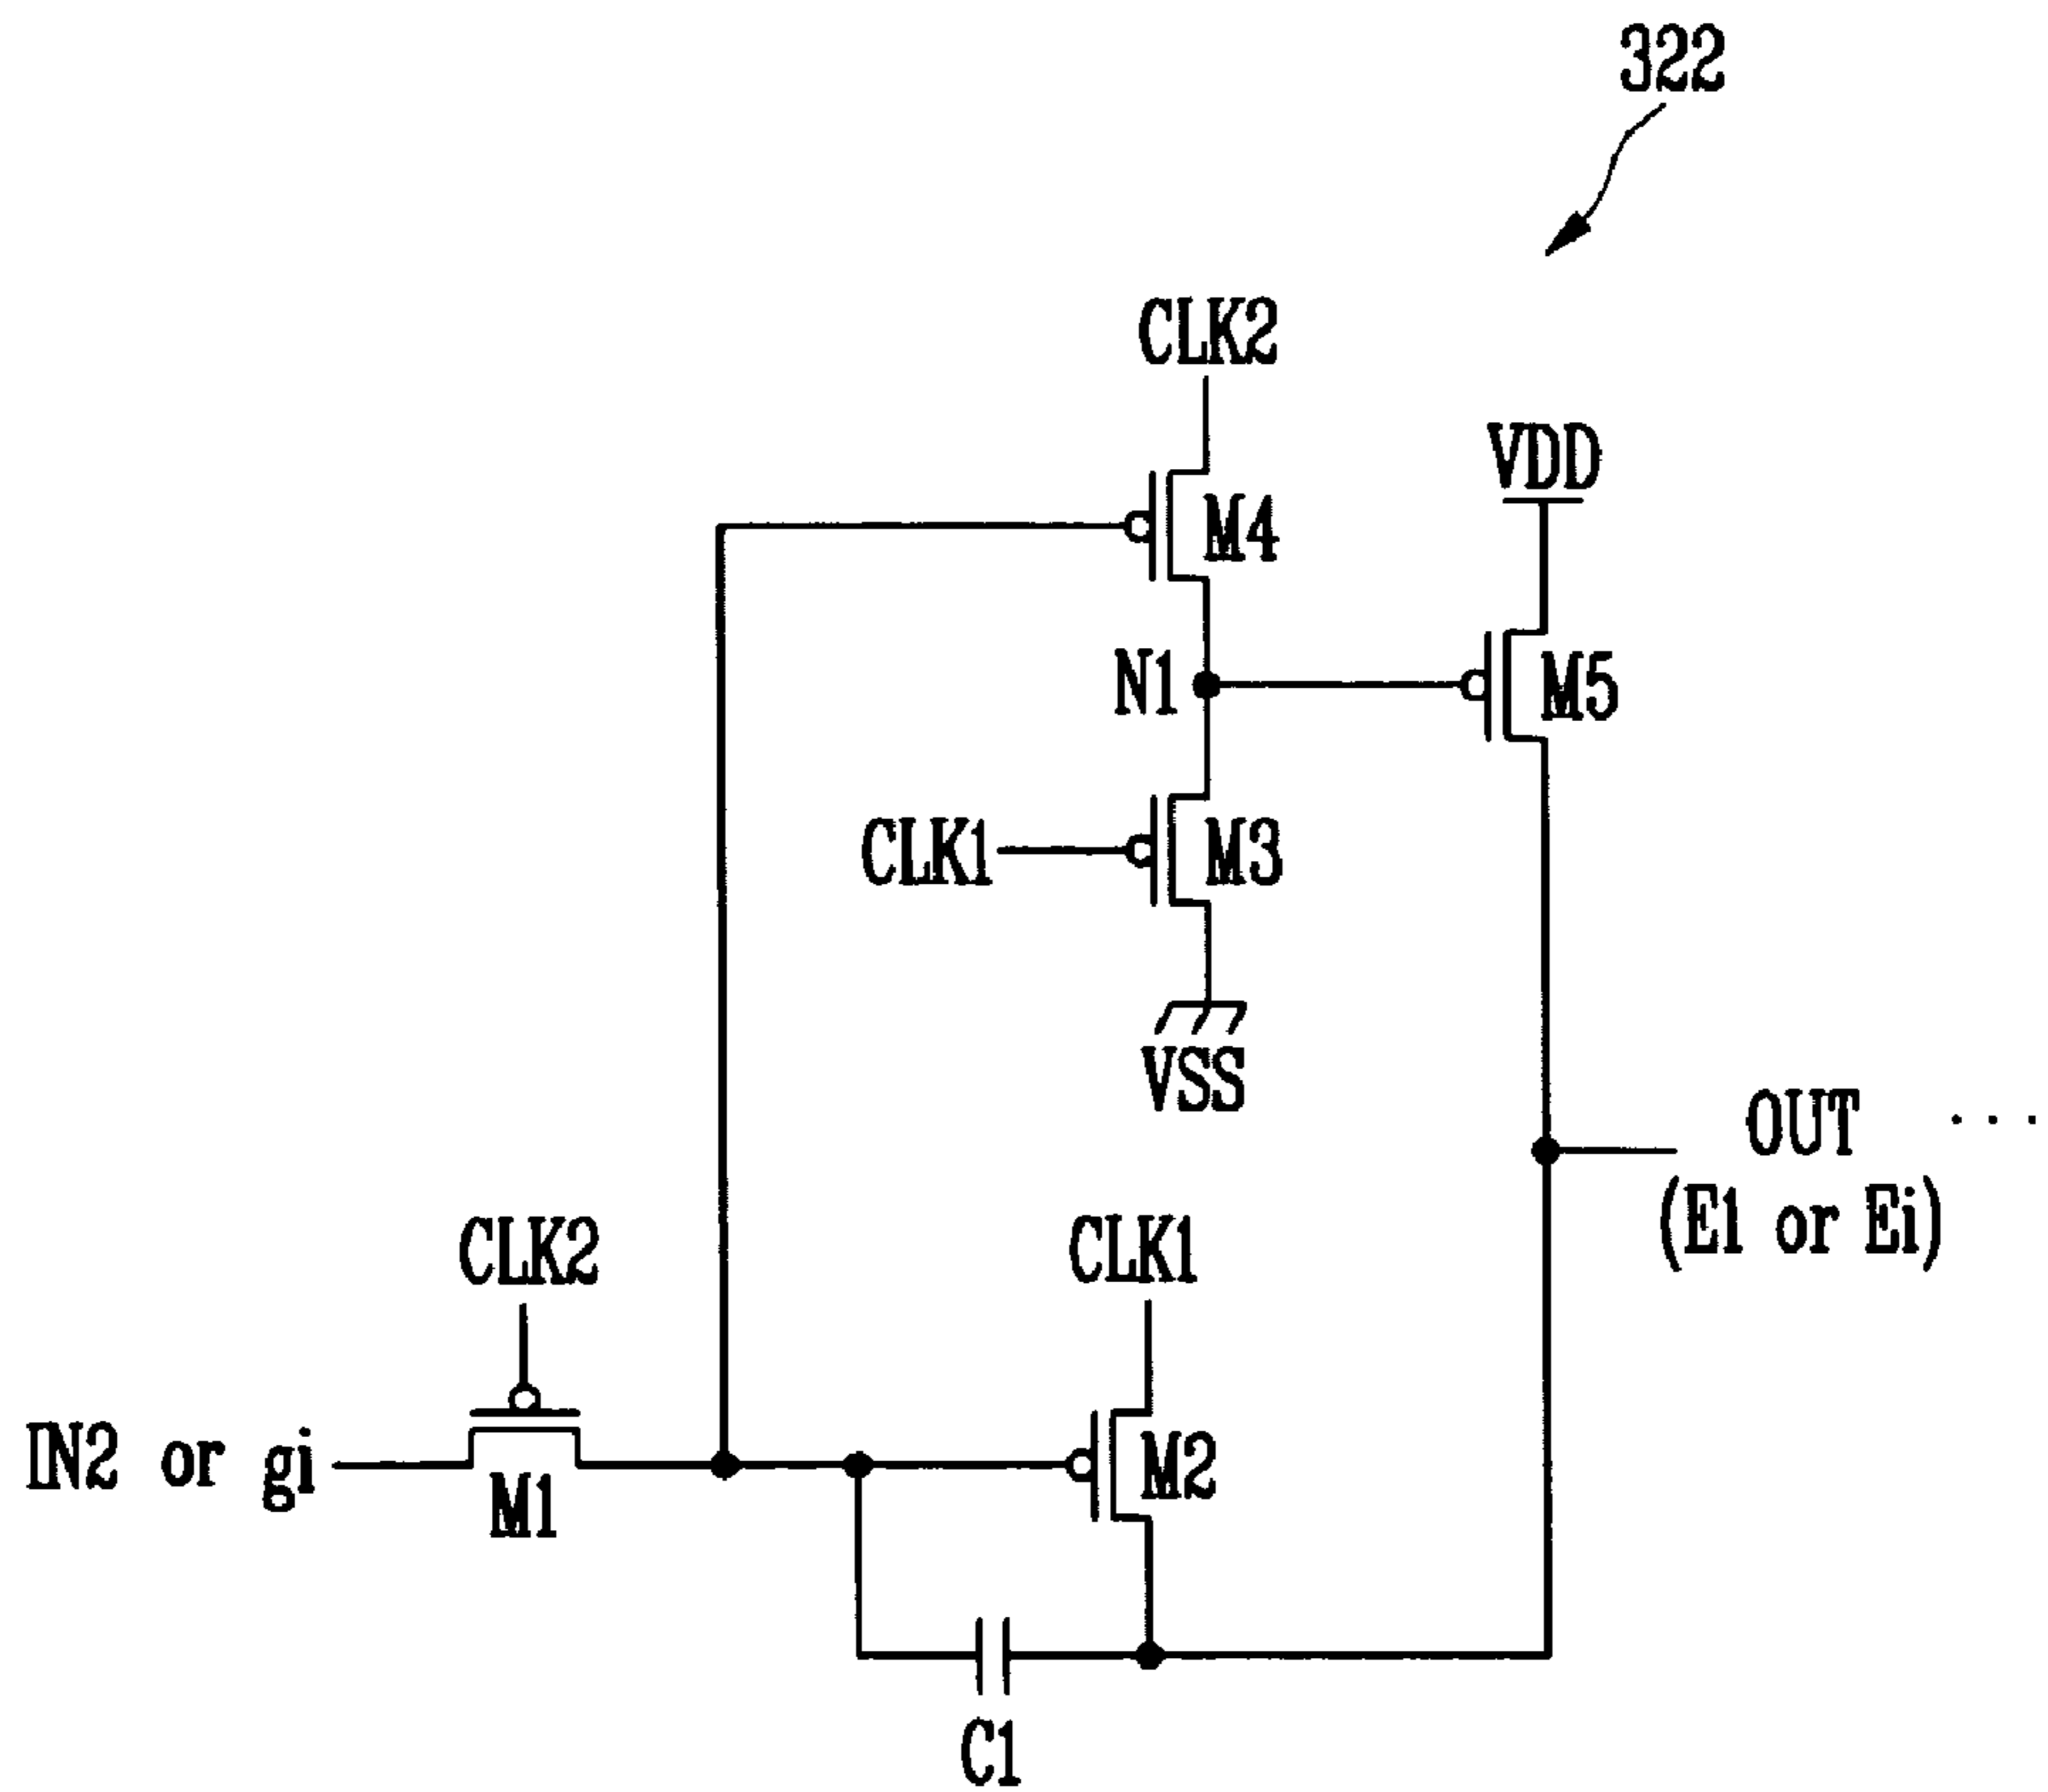 322
CLK2
VDD
M4
N1
M5
CLK1
M3
VSS
OUT ...
(E1 or Ei)
CLK2
CLK1
IN2 or gi
M1
M2
C1